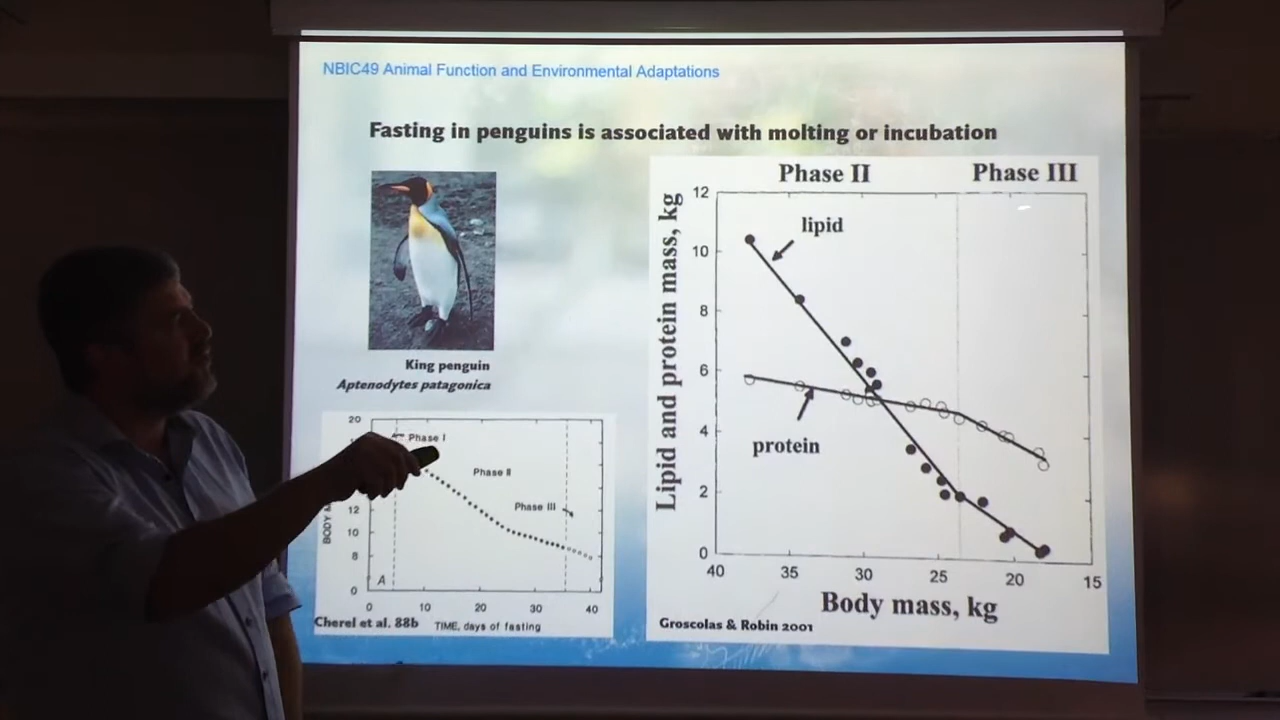 NBIC49 Animal Function and Environmental Adaptations
Fasting in penguins is associated with molting or incubation
King penguin
Aptenodytes patagonica
20
Phase I
Phase II
Phase III
12
10
8
0
BODY
A
0 10 20 30 40
Cherel et al. 88b TIME, days of fasting
Phase II Phase III
Lipid and protein mass, kg
12
10
8
6
4
2
0
lipid
protein
40 35 30 25 20 15
Body mass, kg
Groscolas & Robin 2001